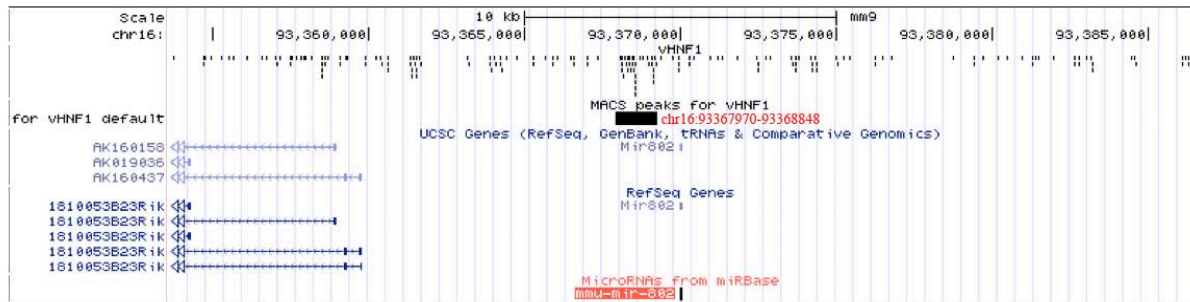 Scale 10 kb mm9
chr16: 93,360,000 93,365,000 93,370,000 93,375,000 93,380,000 93,385,000
vHNF1
MACS peaks for vHNF1
for vHNF1 default chr16:93367970-93368848
UCSC Genes (RefSeq, GenBank, tRNAs & Comparative Genomics)
AK160158 Mir802
AK019036
AK160437
RefSeq Genes
1810053B23Rik Mir802
1810053B23Rik
1810053B23Rik
1810053B23Rik
1810053B23Rik
MicroRNAs from miRBase
mmu-mir-802